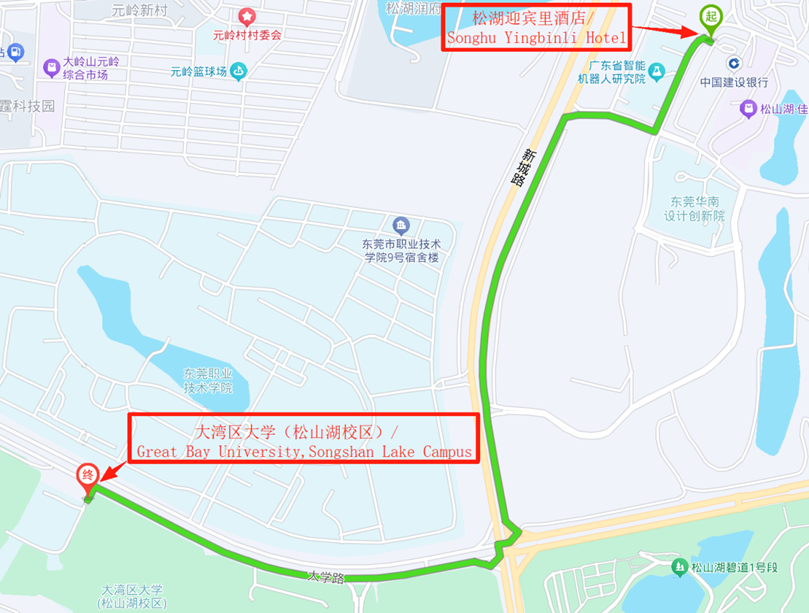 元岭新村
松湖润府
松湖迎宾里酒店/
Songhu Yingbinli Hotel
起
元岭村村委会
大岭山元岭
综合市场
元岭篮球场
广东省智能
机器人研究院
中国建设银行
霆科技园
松山湖·佳
新城路
东莞华南
设计创新院
东莞市职业技术
学院9号宿舍楼
东莞职业
技术学院
大湾区大学（松山湖校区）/
Great Bay University,Songshan Lake Campus
终
大学路
松山湖碧道1号段
大湾区大学
(松山湖校区)